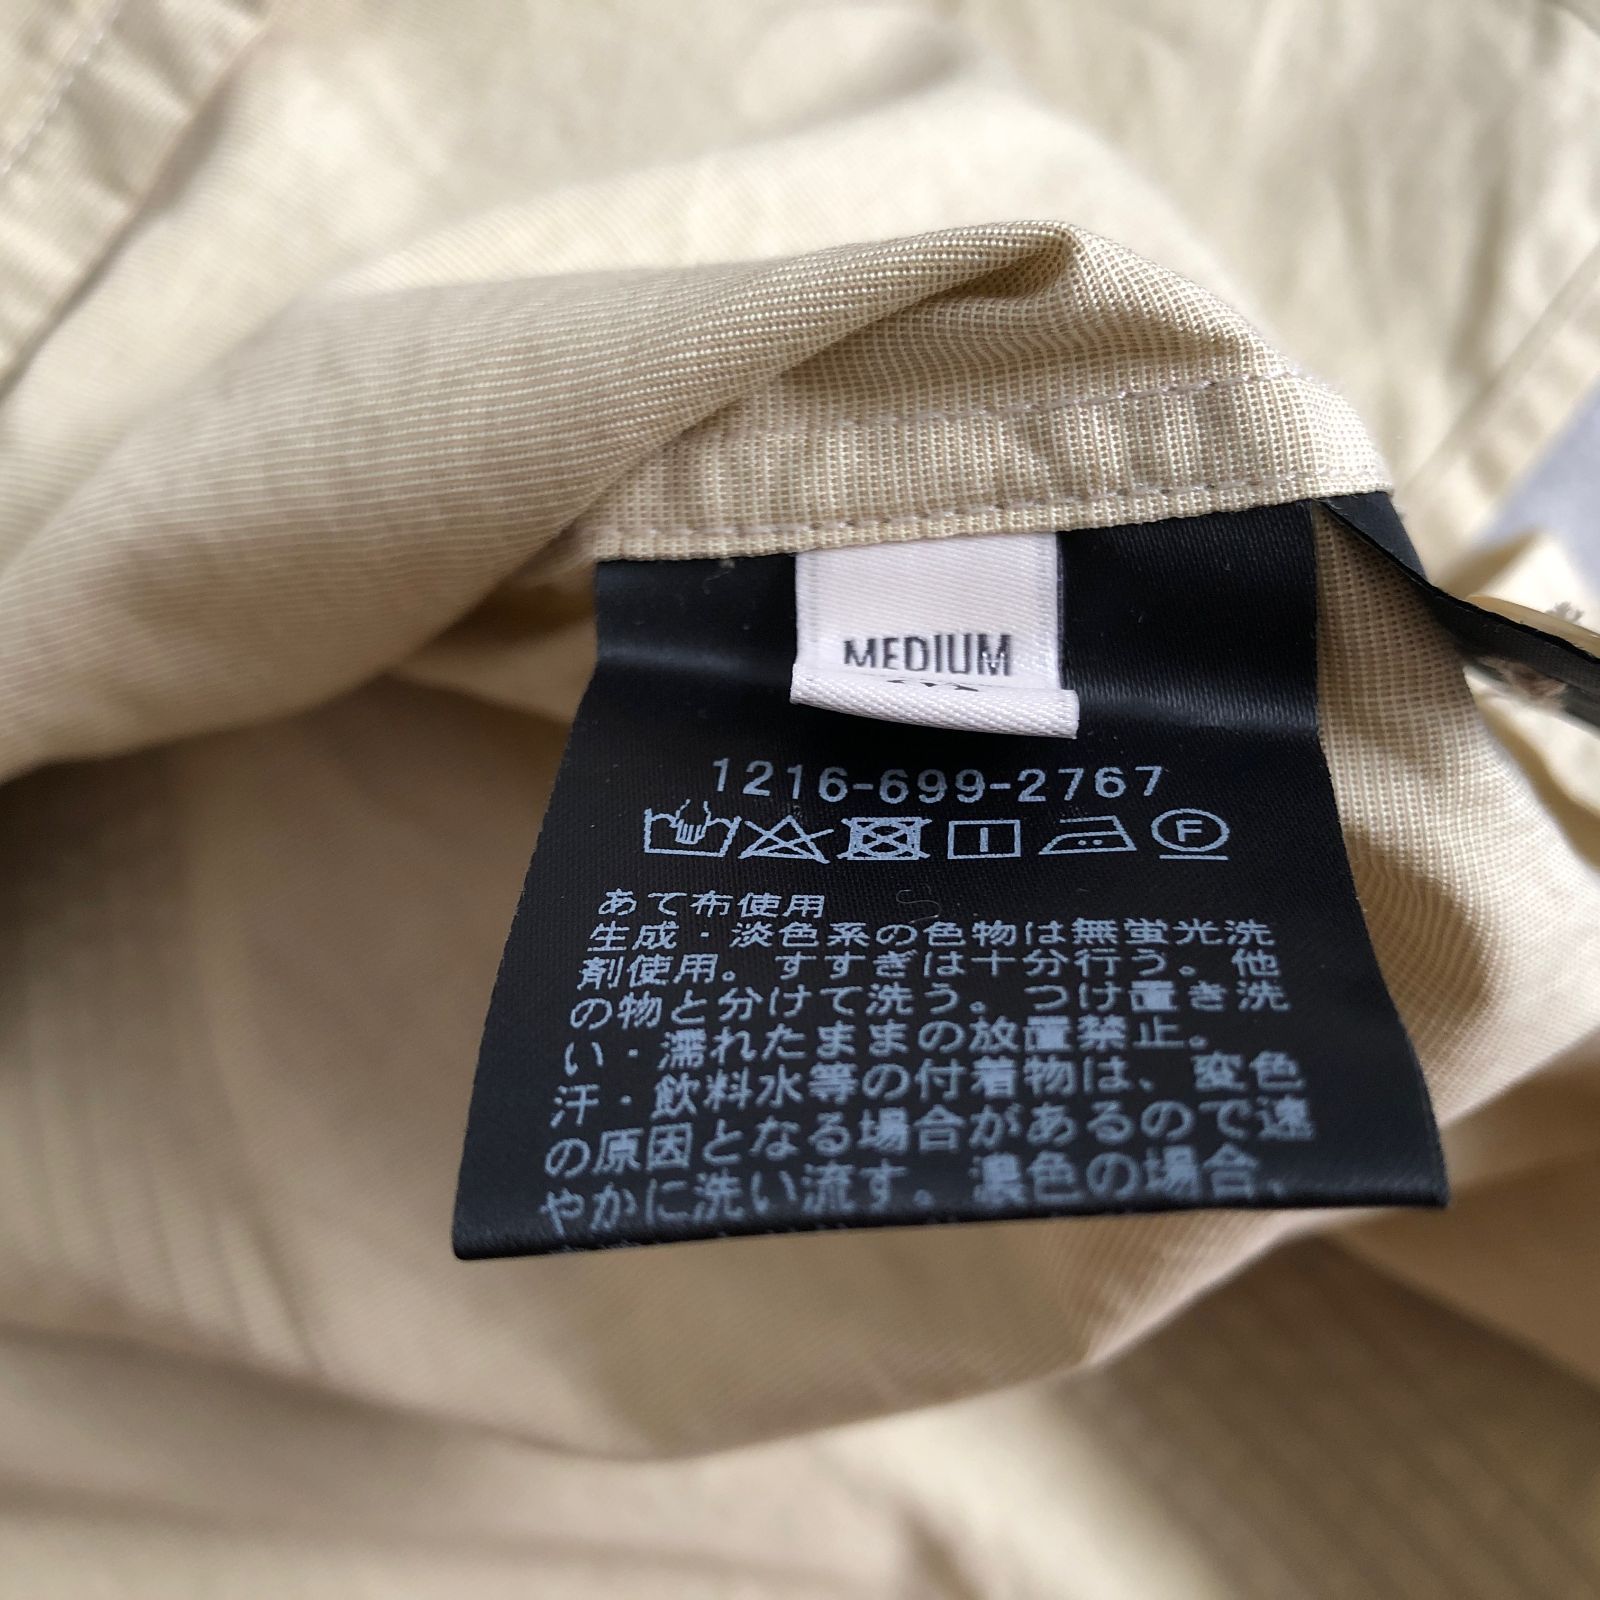 MEDIUM
1216-699-2767
F
あて布使用
生成・淡色系の色物は無蛍光洗
剤使用。すすぎは十分行う。他
の物と分けて洗う。つけ置き洗
い・濡れたままの放置禁止。
汗・飲料水等の付着物は、変色
の原因となる場合があるので速
やかに洗い流す。濃色の場合、